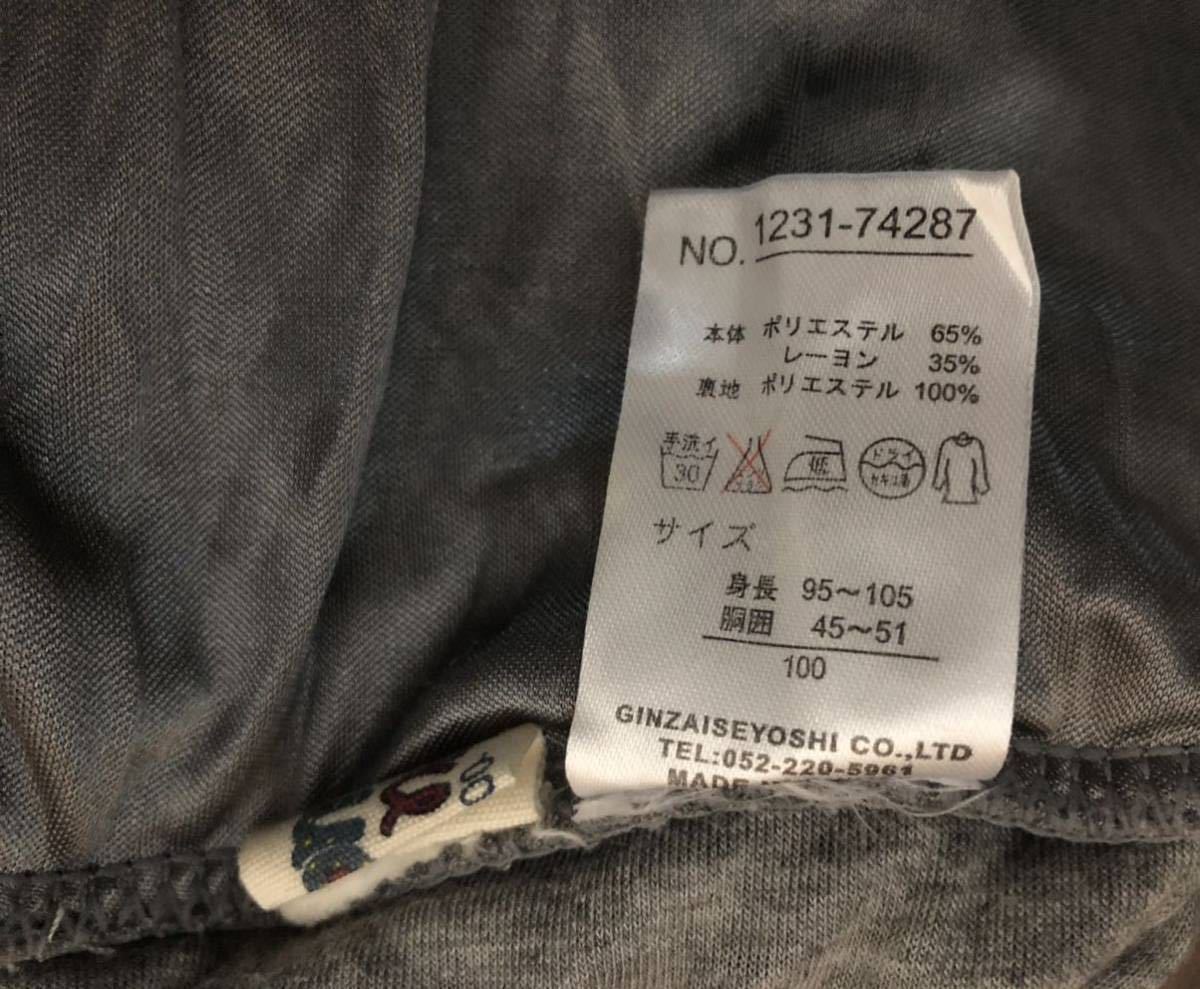 NO. 1231-74287
本体 ポリエステル 65%
レーヨン 35%
裏地 ポリエステル 100%
手洗イ
30
低
ドライ
サイズ
身長 95～105
胴囲 45～51
100
GINZAISEYOSHI CO.,LTD
TEL:052-220-5961
MADE